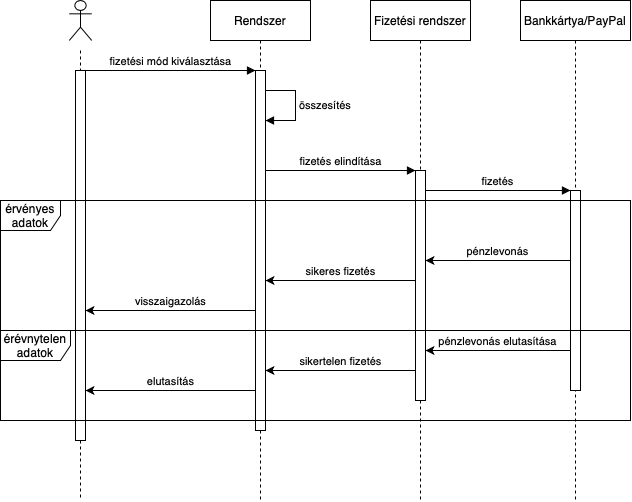 Rendszer
Fizetési rendszer
Bankkártya/PayPal
fizetési mód kiválasztása
összesítés
fizetés elindítása
fizetés
érvényes
adatok
pénzlevonás
sikeres fizetés
visszaigazolás
érévnytelen
adatok
pénzlevonás elutasítása
sikertelen fizetés
elutasítás